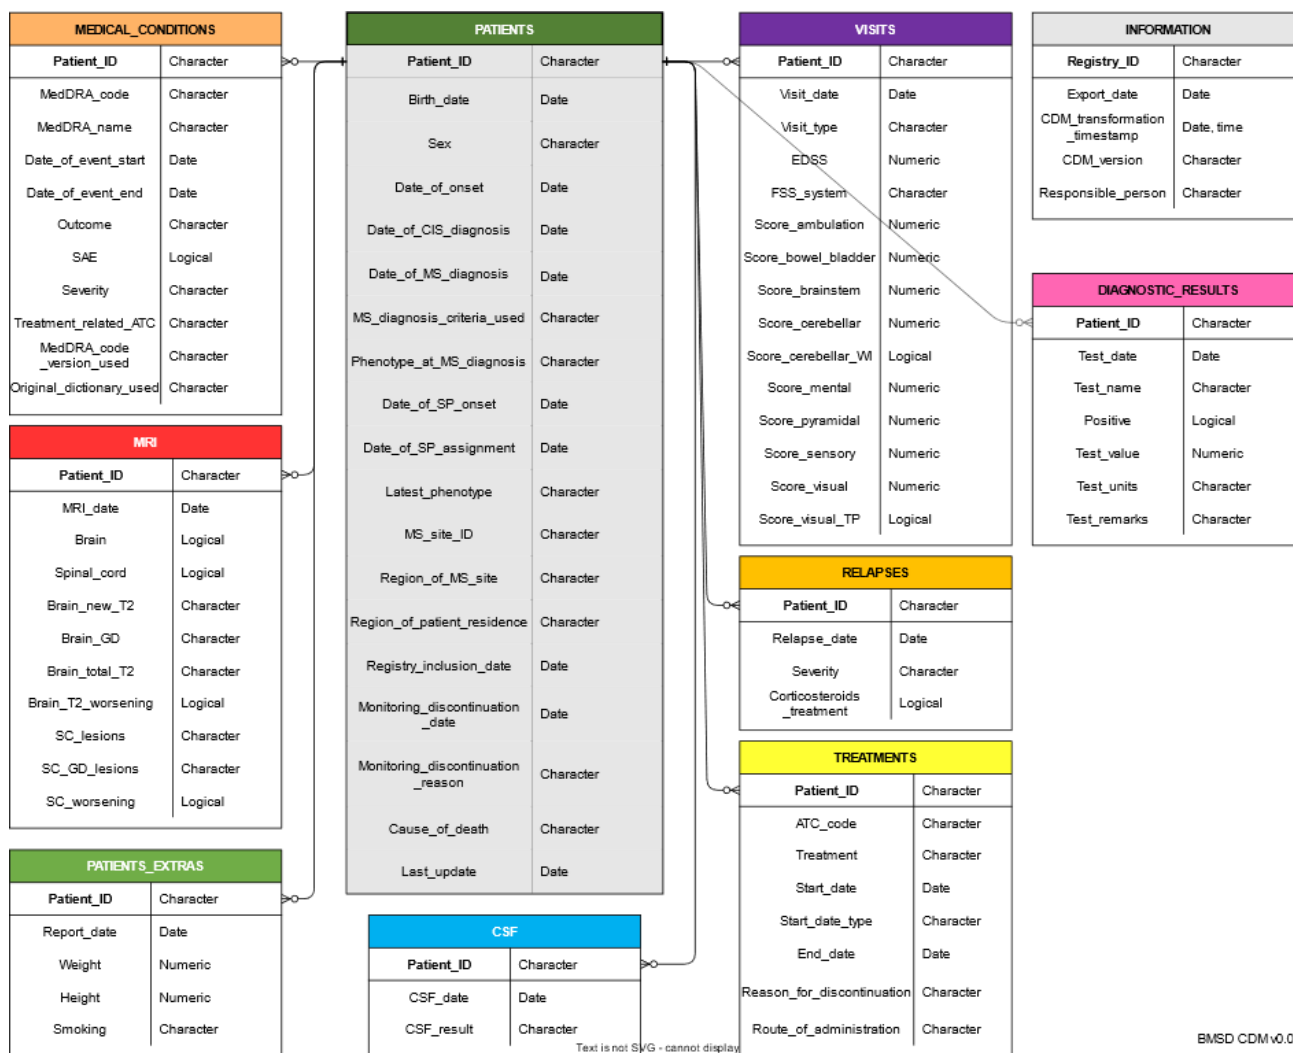 MEDICAL_CONDITIONS
Patient_ID Character
MedDRA_code Character
MedDRA_name Character
Date_of_event_start Date
Date_of_event_end Date
Outcome Character
SAE Logical
Severity Character
Treatment_related_ATC Character
MedDRA_code
_version_used Character
Original_dictionary_used Character
MRI
Patient_ID Character
MRI_date Date
Brain Logical
Spinal_cord Logical
Brain_new_T2 Character
Brain_GD Character
Brain_total_T2 Character
Brain_T2_worsening Logical
SC_lesions Character
SC_GD_lesions Character
SC_worsening Logical
PATIENTS_EXTRAS
Patient_ID Character
Report_date Date
Weight Numeric
Height Numeric
Smoking Character
PATIENTS
Patient_ID Character
Birth_date Date
Sex Character
Date_of_onset Date
Date_of_CIS_diagnosis Date
Date_of_MS_diagnosis Date
MS_diagnosis_criteria_used Character
Phenotype_at_MS_diagnosis Character
Date_of_SP_onset Date
Date_of_SP_assignment Date
Latest_phenotype Character
MS_site_ID Character
Region_of_MS_site Character
Region_of_patient_residence Character
Registry_inclusion_date Date
Monitoring_discontinuation
_date Date
Monitoring_discontinuation
_reason Character
Cause_of_death Character
Last_update Date
CSF
Patient_ID Character
CSF_date Date
CSF_result Character
Text is not SVG - cannot display
VISITS
Patient_ID Character
Visit_date Date
Visit_type Character
EDSS Numeric
FSS_system Character
Score_ambulation Numeric
Score_bowel_bladder Numeric
Score_brainstem Numeric
Score_cerebellar Numeric
Score_cerebellar_WI Logical
Score_mental Numeric
Score_pyramidal Numeric
Score_sensory Numeric
Score_visual Numeric
Score_visual_TP Logical
RELAPSES
Patient_ID Character
Relapse_date Date
Severity Character
Corticosteroids
_treatment Logical
TREATMENTS
Patient_ID Character
ATC_code Character
Treatment Character
Start_date Date
Start_date_type Character
End_date Date
Reason_for_discontinuation Character
Route_of_administration Character
INFORMATION
Registry_ID Character
Export_date Date
CDM_transformation
_timestamp Date, time
CDM_version Character
Responsible_person Character
DIAGNOSTIC_RESULTS
Patient_ID Character
Test_date Date
Test_name Character
Positive Logical
Test_value Numeric
Test_units Character
Test_remarks Character
BMSD CDM v0.0